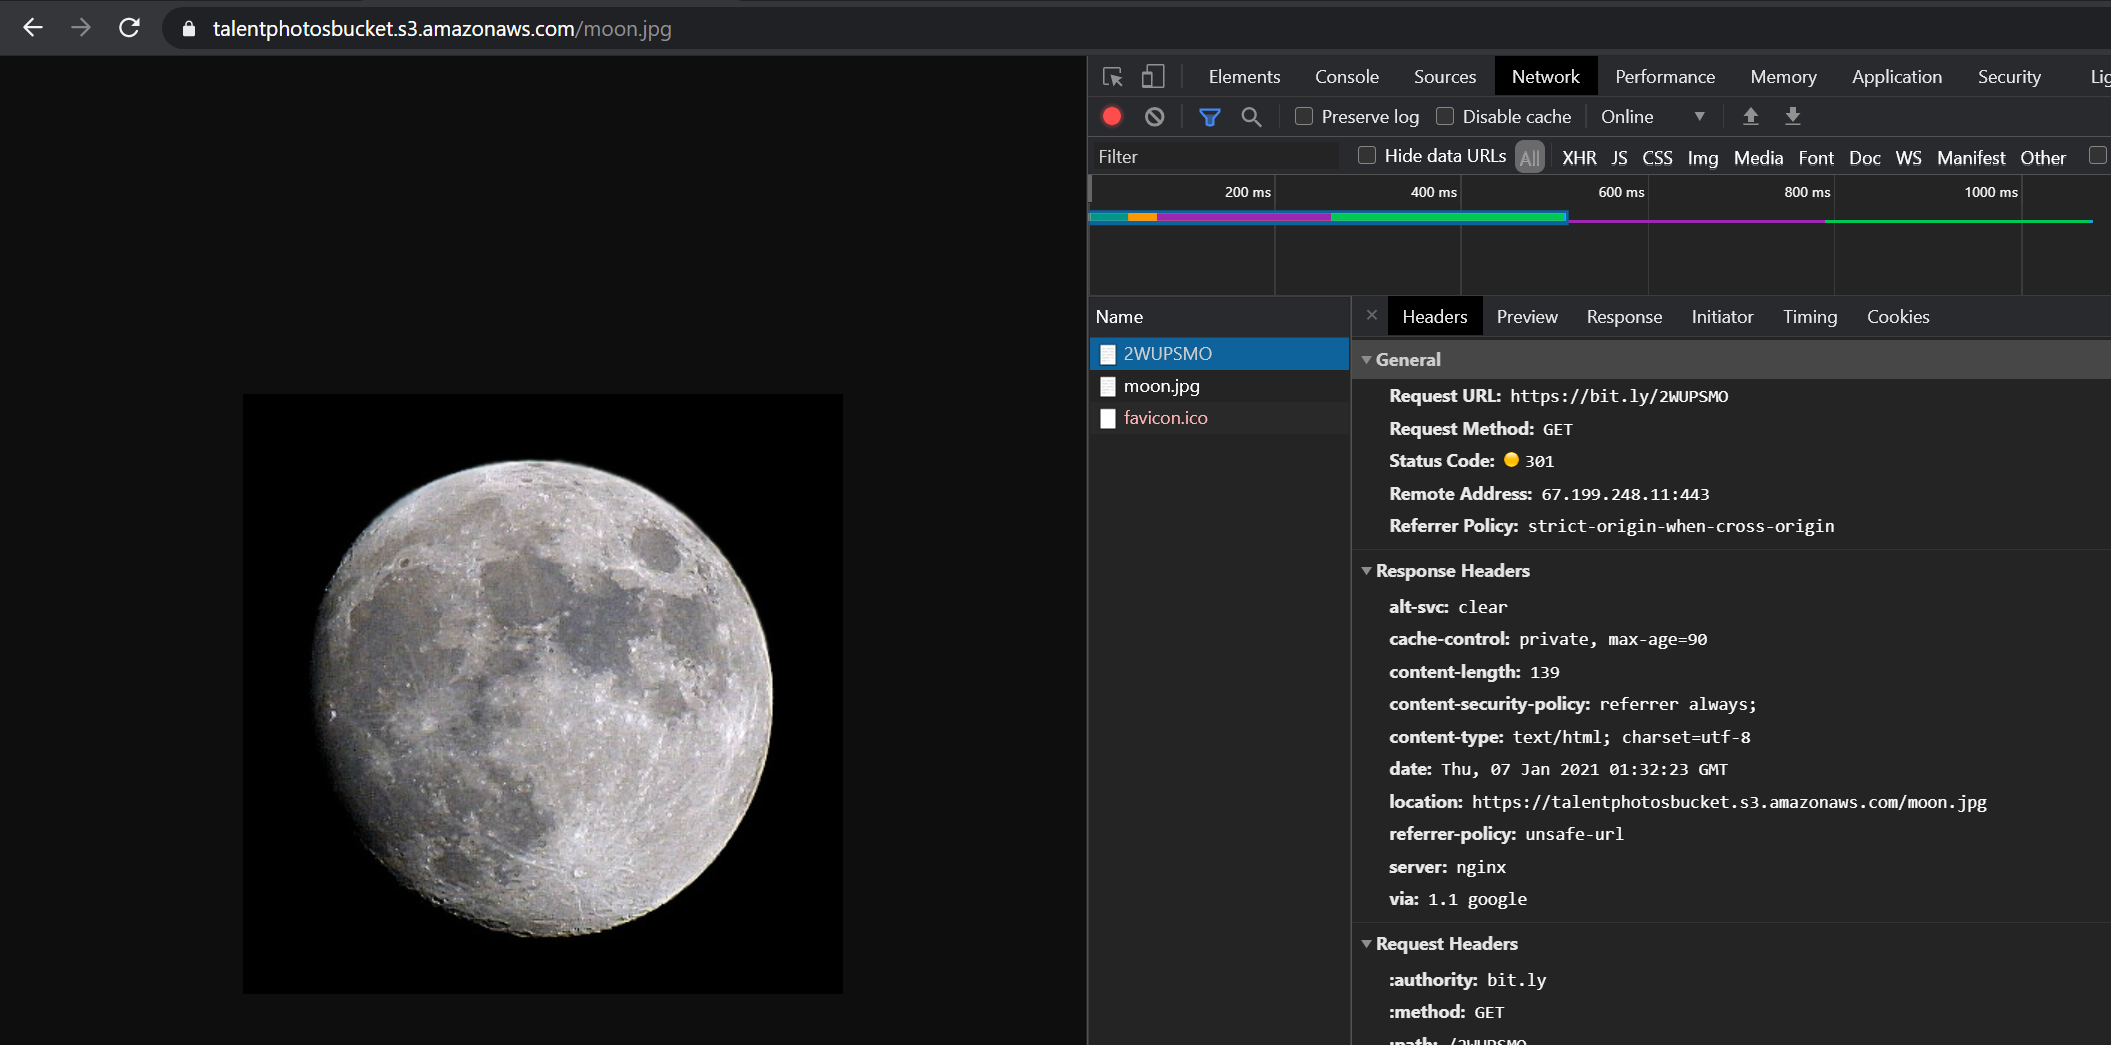 talentphotosbucket.s3.amazonaws.com/moon.jpg
Elements Console Sources Network Performance Memory Application Security Lig
Preserve log Disable cache Online
Filter Hide data URLs All XHR JS CSS Img Media Font Doc WS Manifest Other
200 ms 400 ms 600 ms 800 ms 1000 ms
Name
2WUPSMO
moon.jpg
favicon.ico
Headers Preview Response Initiator Timing Cookies
General
Request URL: https://bit.ly/2WUPSMO
Request Method: GET
Status Code: 301
Remote Address: 67.199.248.11:443
Referrer Policy: strict-origin-when-cross-origin
Response Headers
alt-svc: clear
cache-control: private, max-age=90
content-length: 139
content-security-policy: referrer always;
content-type: text/html; charset=utf-8
date: Thu, 07 Jan 2021 01:32:23 GMT
location: https://talentphotosbucket.s3.amazonaws.com/moon.jpg
referrer-policy: unsafe-url
server: nginx
via: 1.1 google
Request Headers
:authority: bit.ly
:method: GET
:path: /2WUPSMO